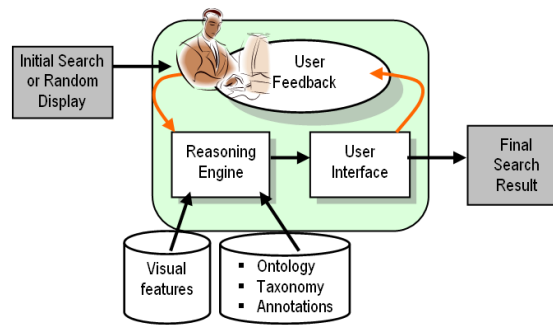 Initial Search
or Random
Display
User
Feedback
Reasoning
Engine
User
Interface
Final
Search
Result
Visual
features
▪ Ontology
▪ Taxonomy
▪ Annotations